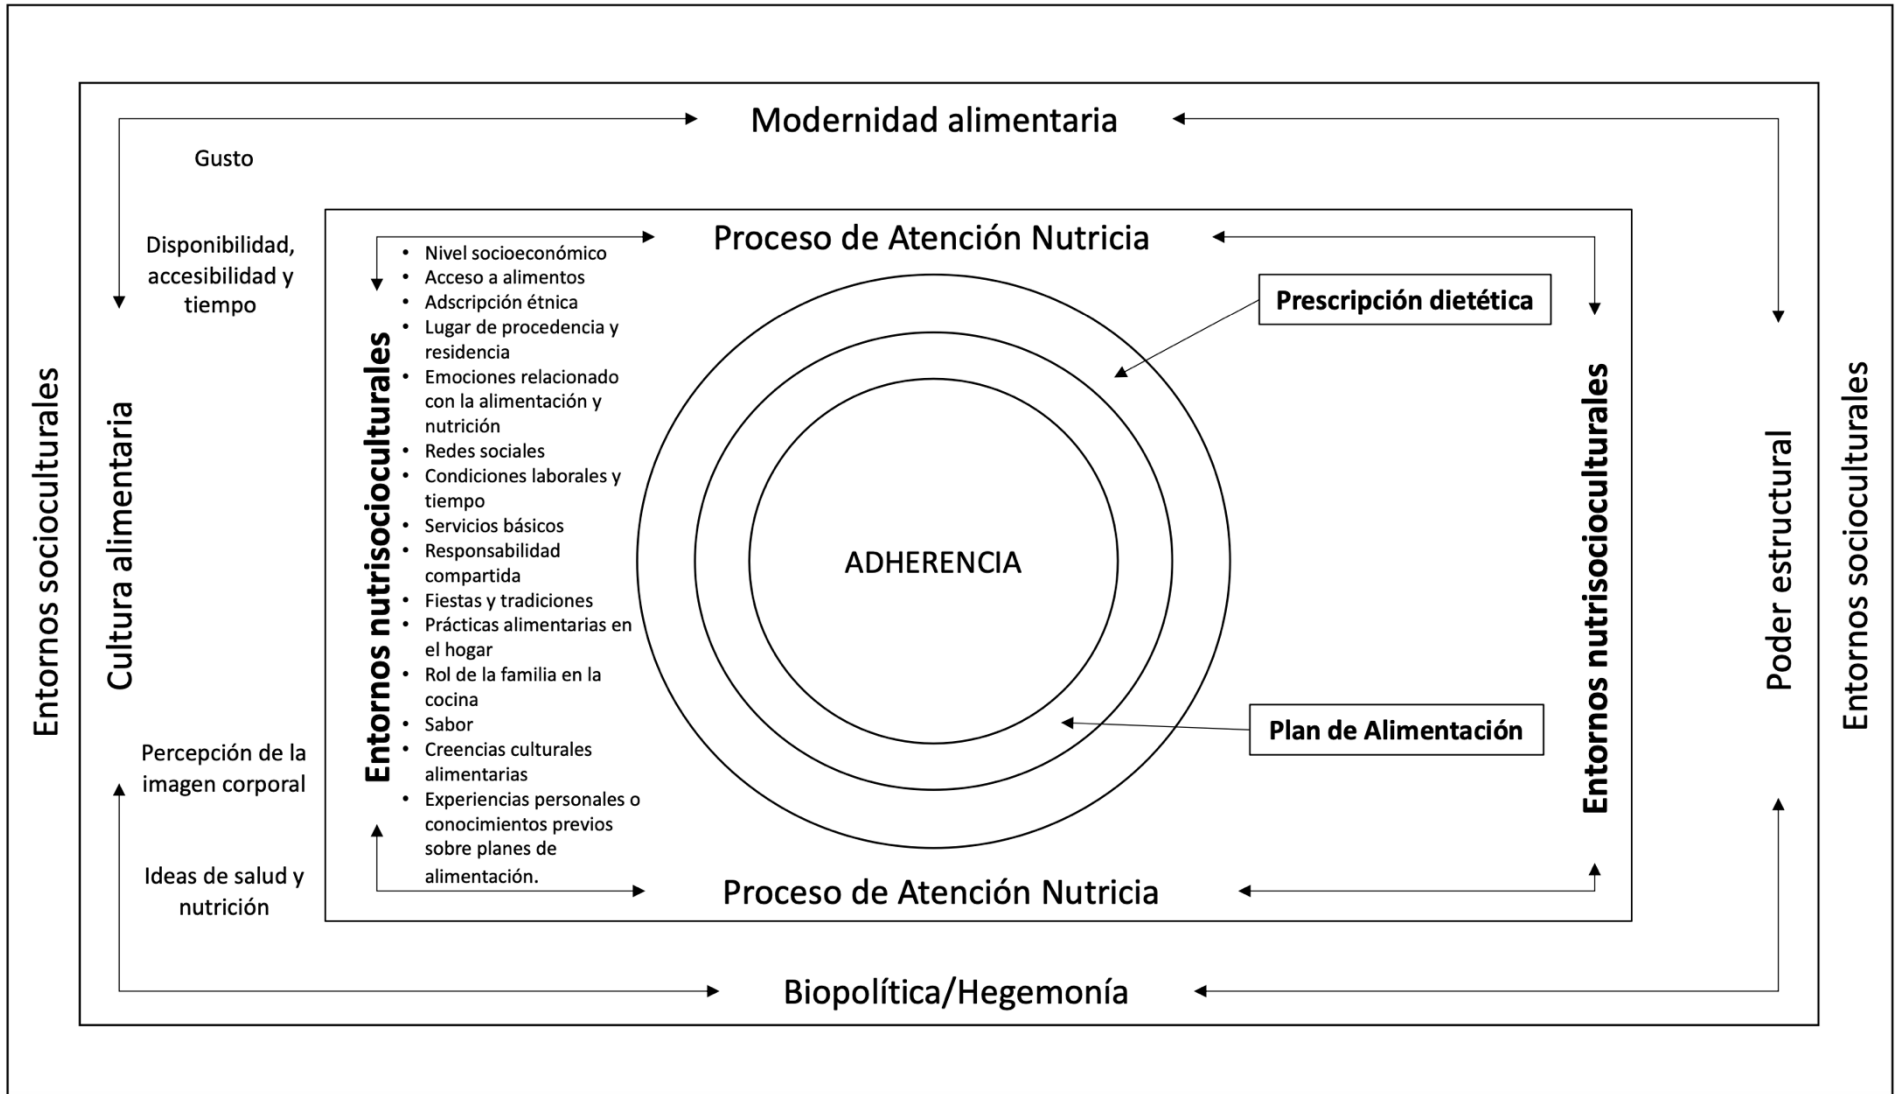 Modernidad alimentaria
Gusto
Disponibilidad,
accesibilidad y
tiempo
Entornos socioculturales
Cultura alimentaria
Percepción de la
imagen corporal
Ideas de salud y
nutrición
Proceso de Atención Nutricia
Entornos nutrisocioculturales
• Nivel socioeconómico
• Acceso a alimentos
• Adscripción étnica
• Lugar de procedencia y
residencia
• Emociones relacionado
con la alimentación y
nutrición
• Redes sociales
• Condiciones laborales y
tiempo
• Servicios básicos
• Responsabilidad
compartida
• Fiestas y tradiciones
• Prácticas alimentarias en
el hogar
• Rol de la familia en la
cocina
• Sabor
• Creencias culturales
alimentarias
• Experiencias personales o
conocimientos previos
sobre planes de
alimentación.
ADHERENCIA
Prescripción dietética
Plan de Alimentación
Entornos nutrisocioculturales
Proceso de Atención Nutricia
Poder estructural
Entornos socioculturales
Biopolítica/Hegemonía